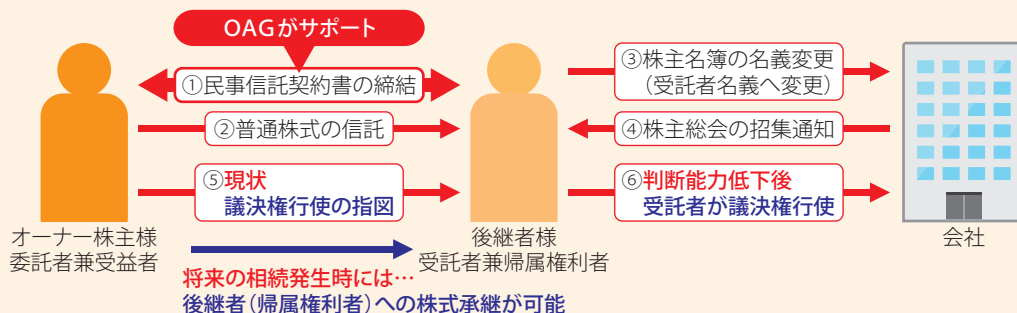 OAGがサポート
①民事信託契約書の締結
②普通株式の信託
⑤現状
議決権行使の指図
③株主名簿の名義変更
（受託者名義へ変更）
④株主総会の招集通知
⑥判断能力低下後
受託者が議決権行使
オーナー株主様
委託者兼受益者
後継者様
受託者兼帰属権利者
会社
将来の相続発生時には…
後継者（帰属権利者）への株式承継が可能